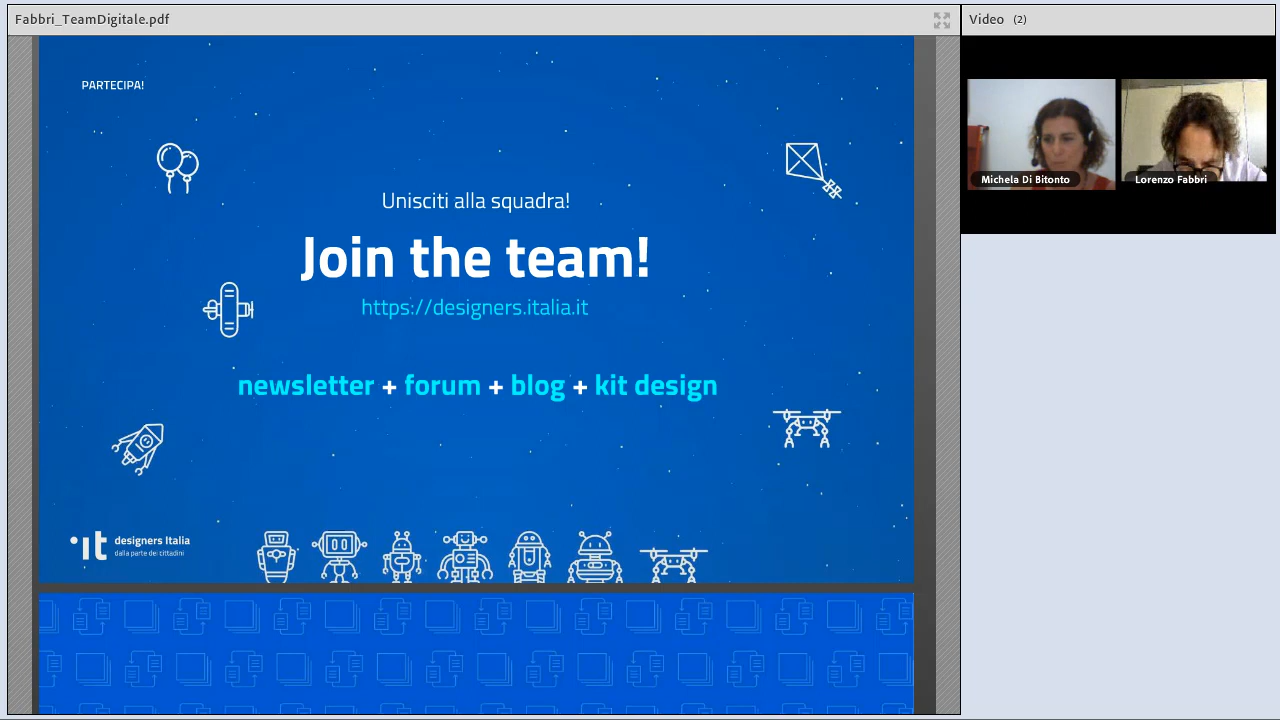 Fabbri_TeamDigitale.pdf
Video (2)
PARTECIPA!
Unisciti alla squadra!
Join the team!
https://designers.italia.it
newsletter + forum + blog + kit design
it designers Italia
dalla parte dei cittadini
Michela Di Bitonto
Lorenzo Fabbri